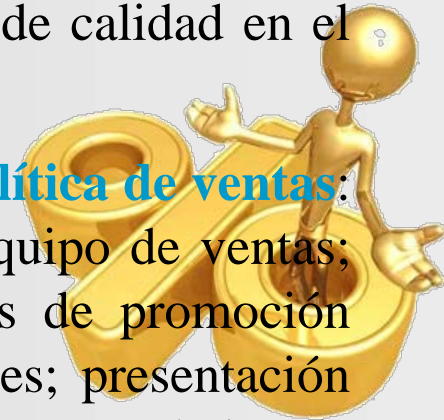 de calidad en el
lítica de ventas:
quipo de ventas;
s de promoción
es; presentación